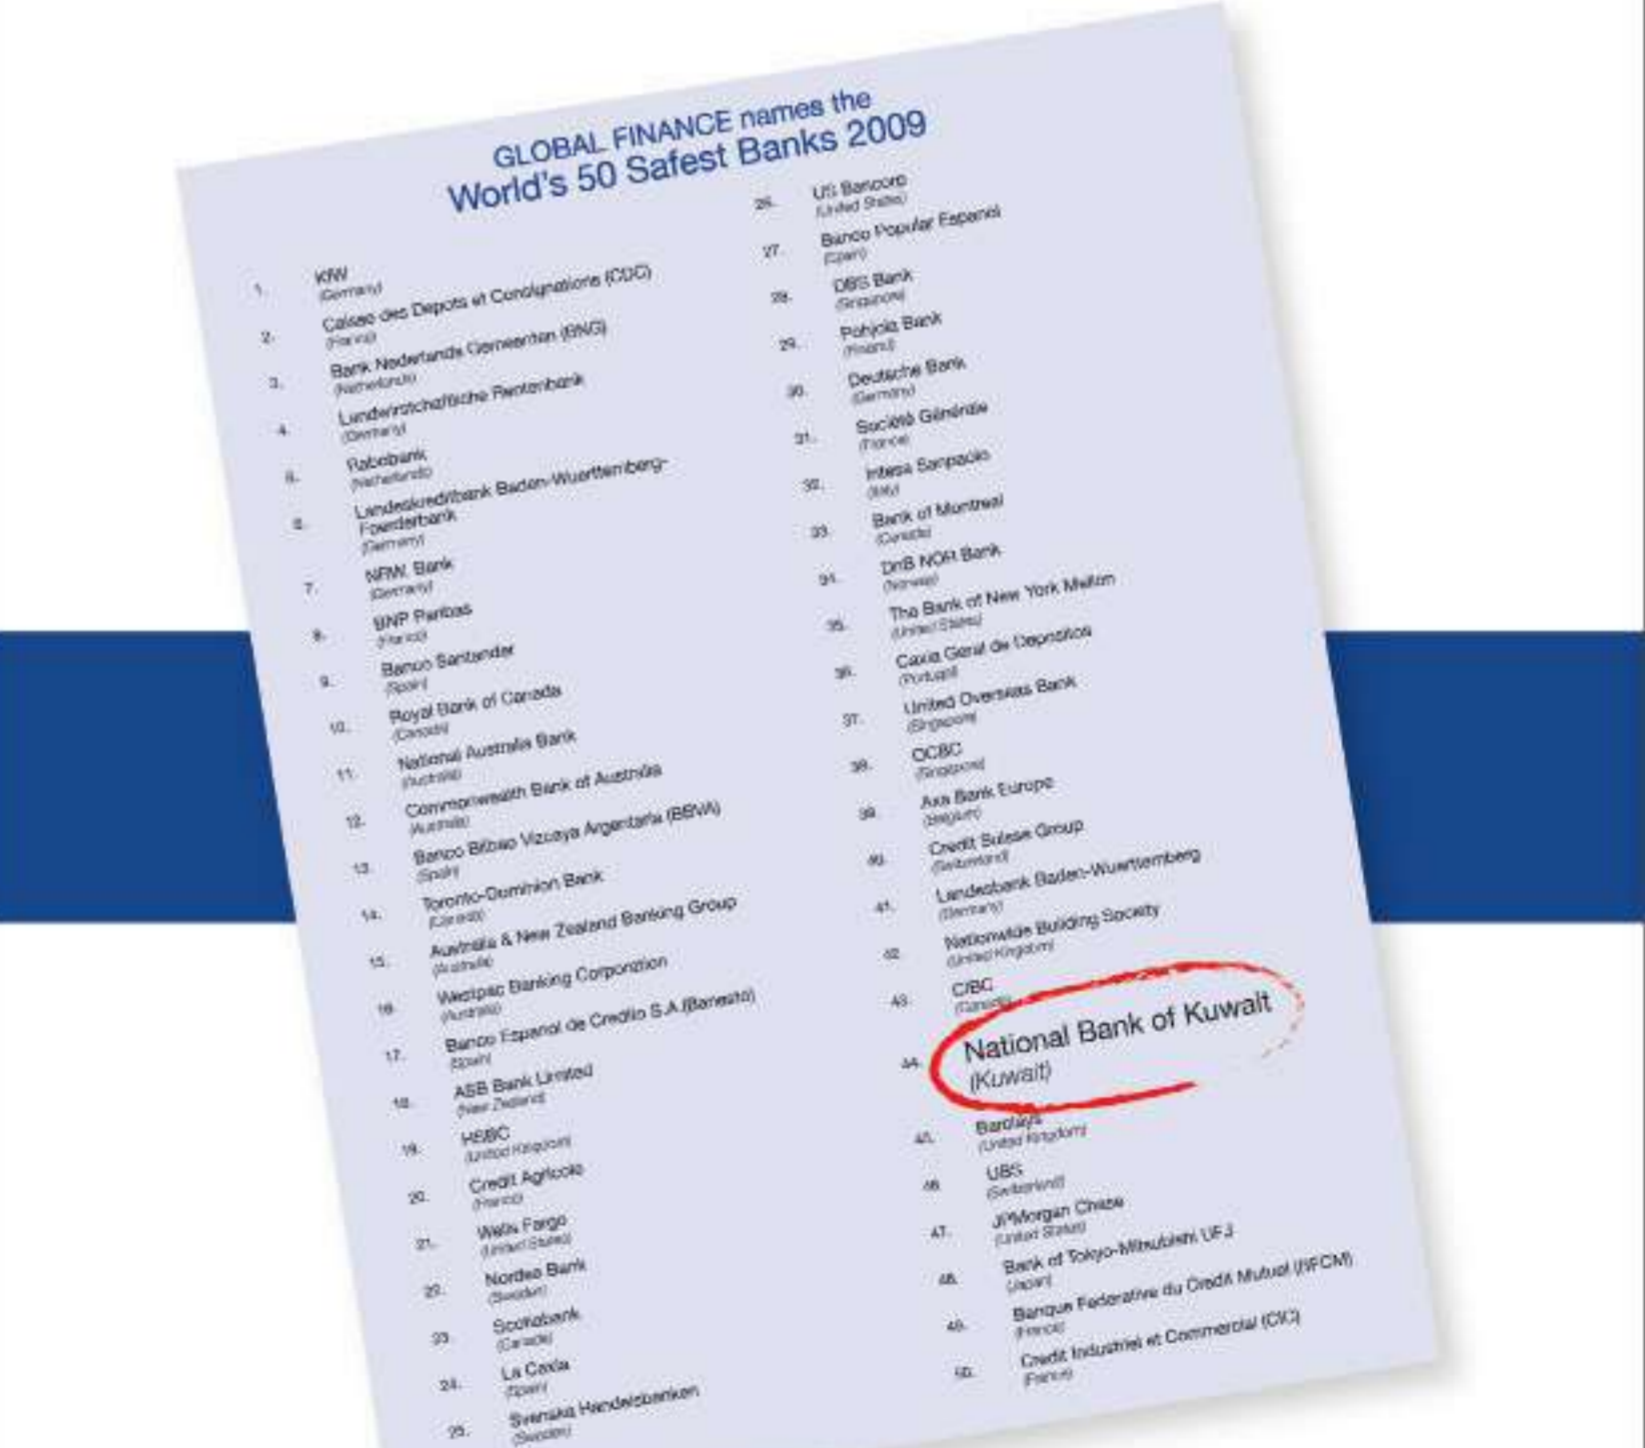 GLOBAL FINANCE names the
World's 50 Safest Banks 2009
1. KfW
(Germany)
2. Caisse des Depots et Consignations (CDC)
(France)
3. Bank Nederlands Gemeenten (BNG)
(Netherlands)
4. Landwirstchaftliche Rentenbank
(Germany)
5. Rabobank
(Netherlands)
6. Landeskreditbank Baden-Wuerttemberg-
Foerderbank
(Germany)
7. NRW. Bank
(Germany)
8. BNP Paribas
(France)
9. Banco Santander
(Spain)
10. Royal Bank of Canada
(Canada)
11. National Australia Bank
(Australia)
12. Commonwealth Bank of Australia
(Australia)
13. Banco Bilbao Vizcaya Argentaria (BBVA)
(Spain)
14. Toronto-Dominion Bank
(Canada)
15. Australia & New Zealand Banking Group
(Australia)
16. Westpac Banking Corporation
(Australia)
17. Banco Espanol de Credito S.A.(Banesto)
(Spain)
18. ASB Bank Limited
(New Zealand)
19. HSBC
(United Kingdom)
20. Credit Agricole
(France)
21. Wells Fargo
(United States)
22. Nordea Bank
(Sweden)
23. Scotiabank
(Canada)
24. La Caxia
(Spain)
25. Svenska Handelsbanken
(Sweden)
26. US Bancorp
(United States)
27. Banco Popular Espanol
(Spain)
28. DBS Bank
(Singapore)
29. Pohjola Bank
(Finland)
30. Deutsche Bank
(Germany)
31. Société Générale
(France)
32. Intesa Sanpaolo
(Italy)
33. Bank of Montreal
(Canada)
34. DnB NOR Bank
(Norway)
35. The Bank of New York Mellon
(United States)
36. Caxia Geral de Depositos
(Portugal)
37. United Overseas Bank
(Singapore)
38. OCBC
(Singapore)
39. Axa Bank Europe
(Belgium)
40. Credit Suisse Group
(Switzerland)
41. Landesbank Baden-Wuerttemberg
(Germany)
42. Nationwide Building Society
(United Kingdom)
43. CIBC
(Canada)
44. National Bank of Kuwait
(Kuwait)
45. Barclays
(United Kingdom)
46. UBS
(Switzerland)
47. JPMorgan Chase
(United States)
48. Bank of Tokyo-Mitsubishi UFJ
(Japan)
49. Banque Federative du Credit Mutuel (BFCM)
(France)
50. Credit Industriel et Commercial (CIC)
(France)